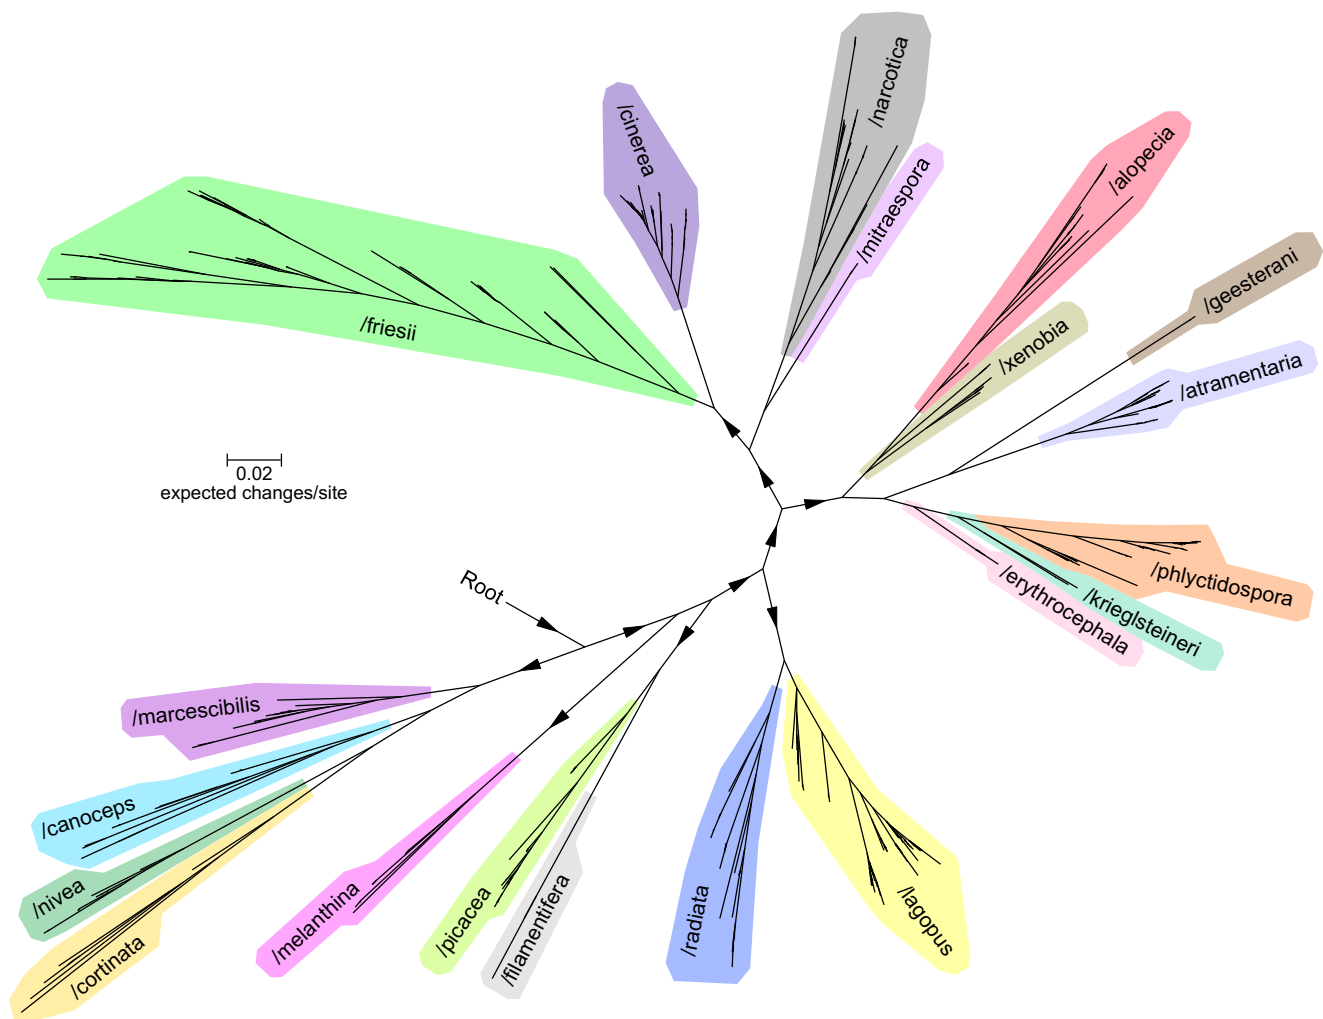 /narcotica
/cinerea
/alopecia
/mitraespora
/geesterani
/friesii
/xenobia
/atramentaria
0.02
expected changes/site
Root
/phlyctidospora
/erythrocephala
/krieglsteineri
/marcescibilis
/canoceps
/nivea
/cortinata
/melanthina
/picacea
/filamentifera
/radiata
/lagopus